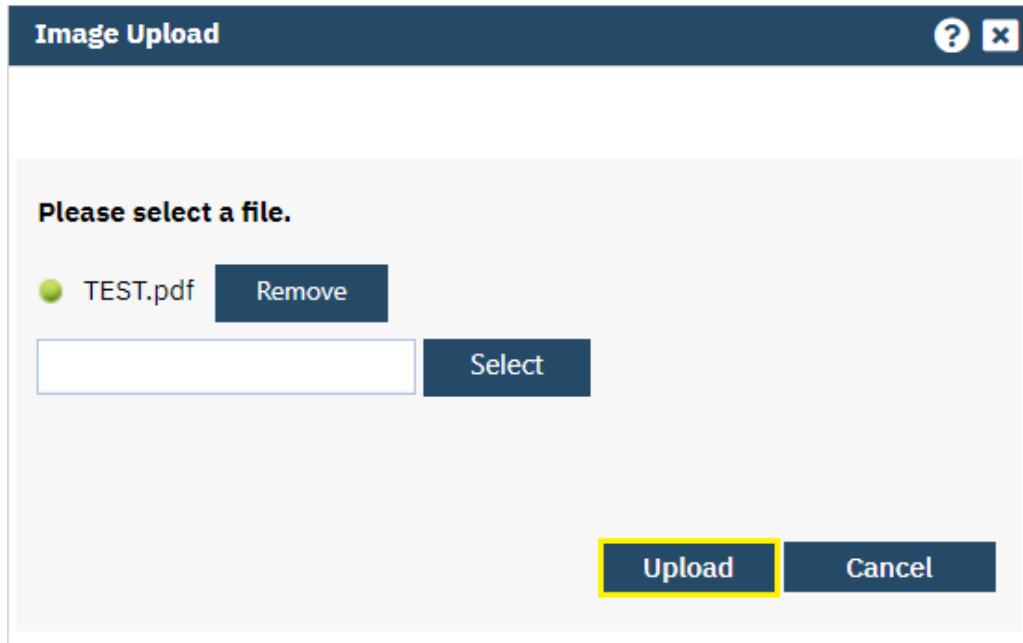 Image Upload ?
Please select a file.
TEST.pdf Remove
Select
Upload Cancel